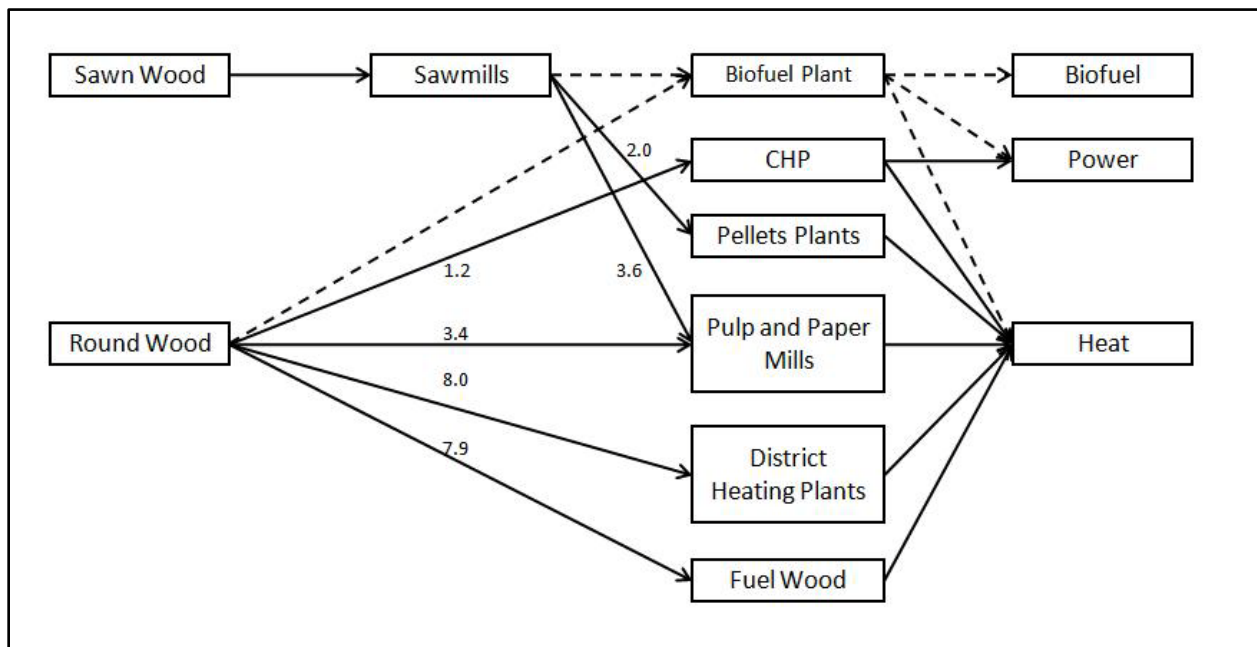 Sawn Wood
Sawmills
Biofuel Plant
Biofuel
2.0
CHP
Power
Pellets Plants
1.2
3.6
Round Wood
3.4
Pulp and Paper
Mills
Heat
8.0
7.9
District
Heating Plants
Fuel Wood